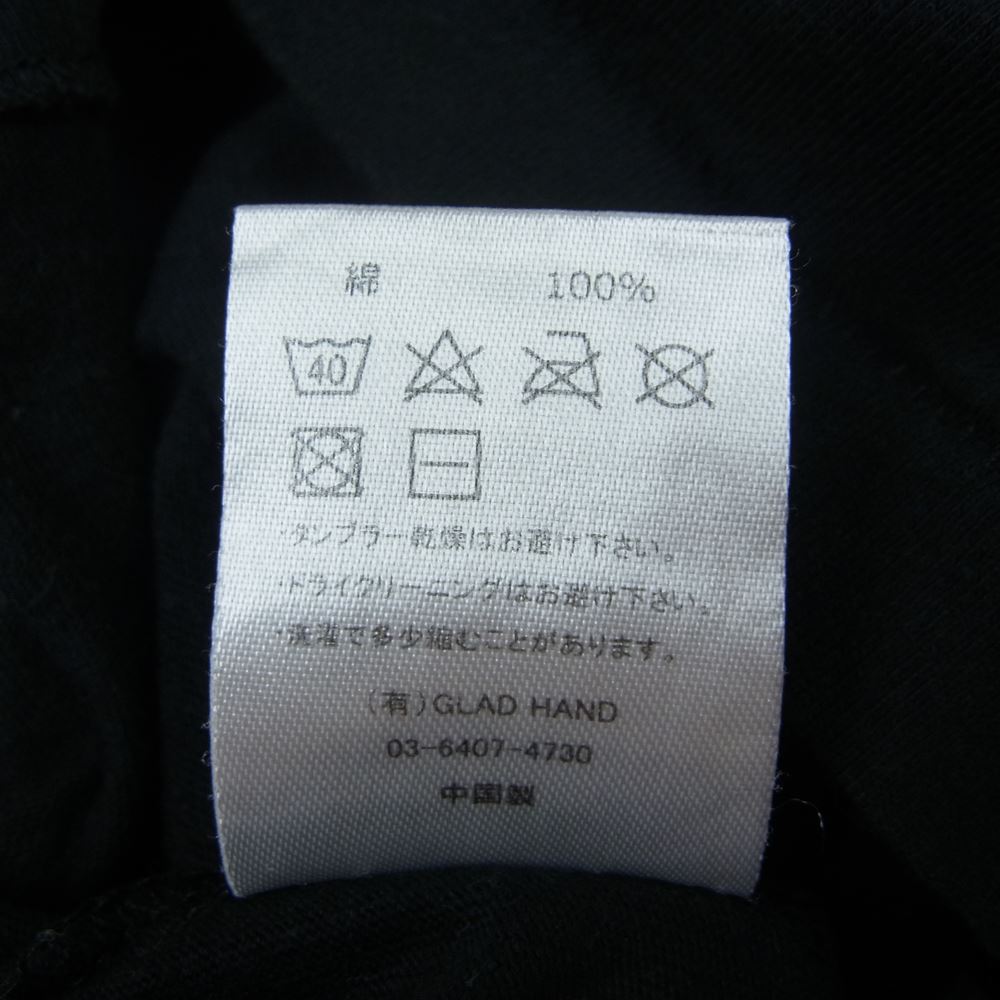 綿 100%
40
・タンブラー乾燥はお避け下さい。
・ドライクリーニングはお避け下さい。
・洗濯で多少縮むことがあります。
(有)GLAD HAND
03-6407-4730
中国製